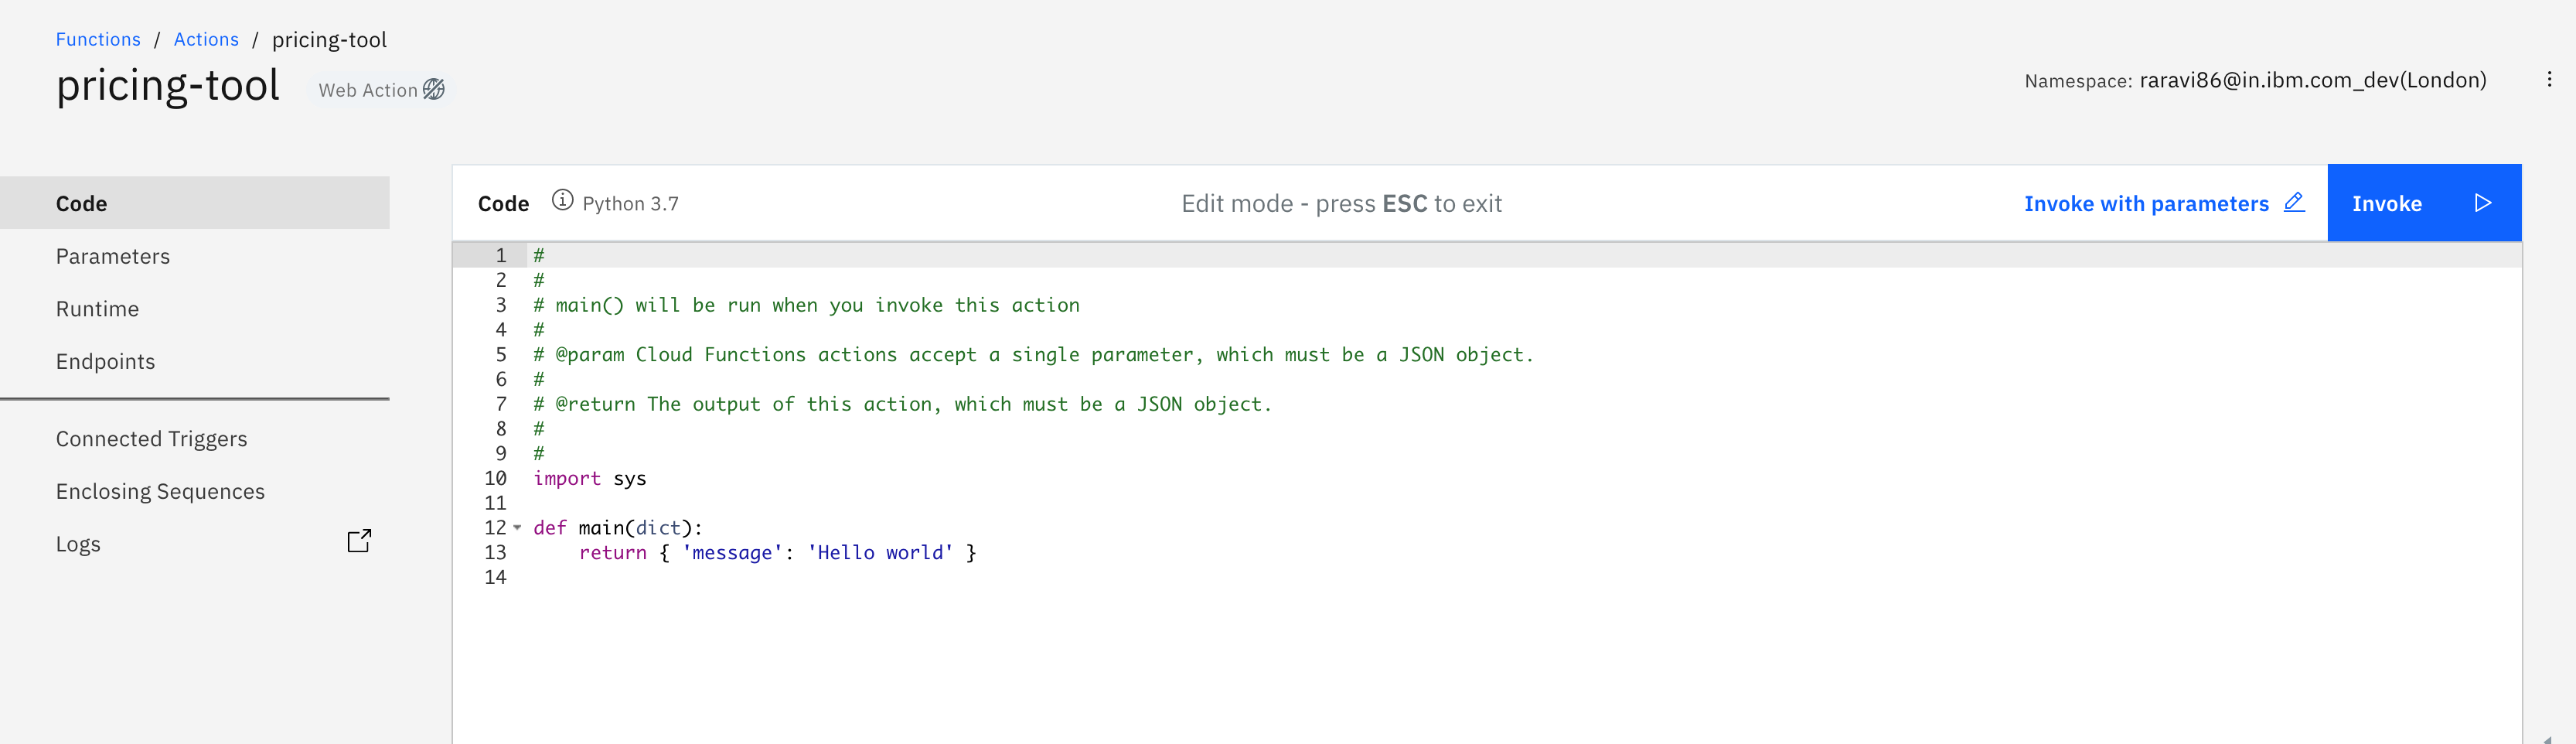 Functions / Actions / pricing-tool
pricing-tool Web Action
Namespace: raravi86@in.ibm.com_dev(London)
Code
Parameters
Runtime
Endpoints
Connected Triggers
Enclosing Sequences
Logs
Code Python 3.7 Edit mode - press ESC to exit Invoke with parameters Invoke
1 #
2 #
3 # main() will be run when you invoke this action
4 #
5 # @param Cloud Functions actions accept a single parameter, which must be a JSON object.
6 #
7 # @return The output of this action, which must be a JSON object.
8 #
9 #
10 import sys
11
12 def main(dict):
13     return { 'message': 'Hello world' }
14